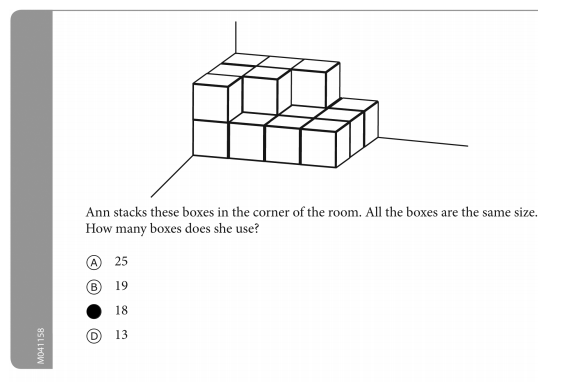 Ann stacks these boxes in the corner of the room. All the boxes are the same size.
How many boxes does she use?
A 25
B 19
18
D 13
M041158